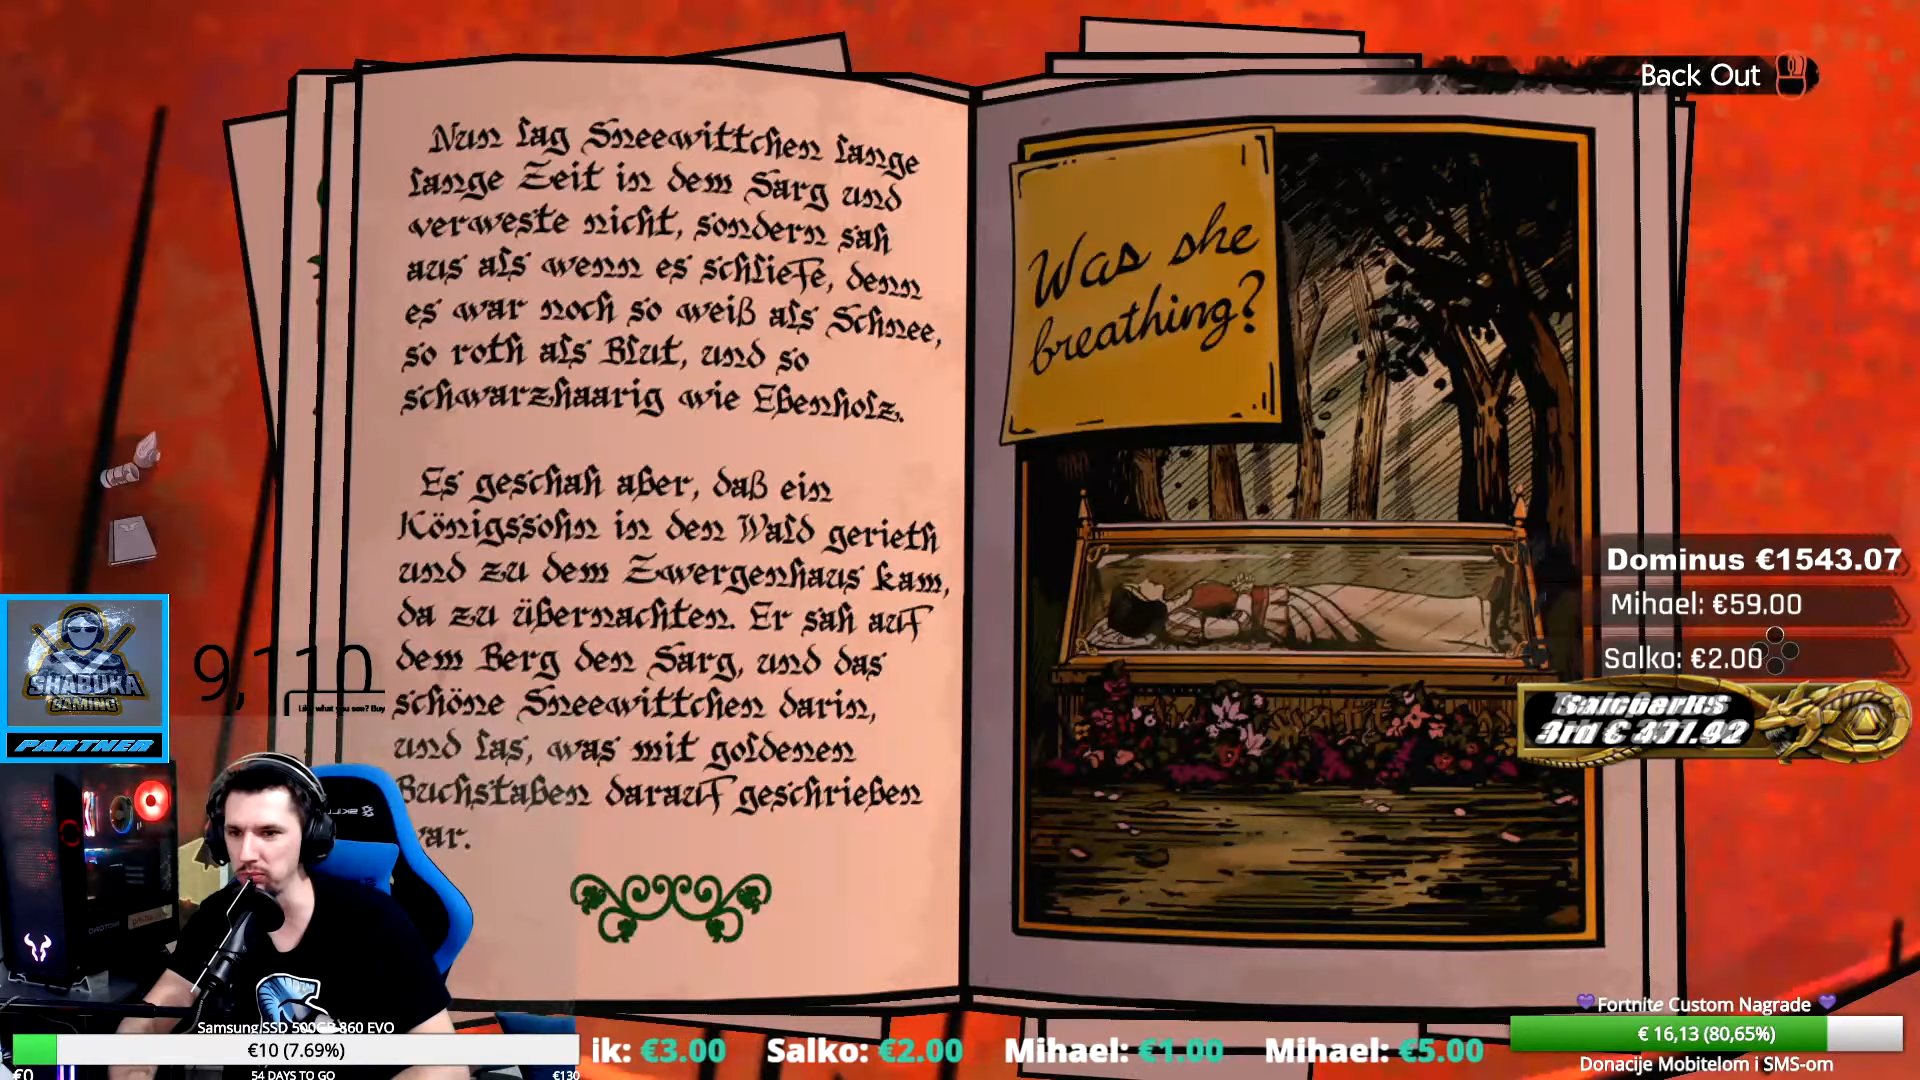 Back Out
Nun lag Sneewittchen lange
lange Zeit in dem Sarg und
verweste nicht, sondern sah
aus als wenn es schliefe, denn
es war noch so weiß als Schnee,
so roth als Blut, und so
schwarzhaarig wie Ebenholz.
Es geschah aber, daß ein
Königssohn in den Wald gerieth
und zu dem Zwergenhaus kam,
da zu übernachten. Er sah auf
dem Berg den Sarg, und das
schöne Sneewittchen darin,
und las, was mit goldenen
Buchstaben darauf geschrieben
war.
Was she
breathing?
Dominus €1543.07
Mihael: €59.00
Salko: €2.00
3rd € 371.92
SHABOKA
GAMING
PARTNER
9,110
Like what you see? Buy
Samsung SSD 500GB 860 EVO
€10 (7.69%)
€0
54 DAYS TO GO
€130
ik: €3.00 Salko: €2.00 Mihael: €1.00 Mihael: €5.00
Fortnite Custom Nagrade
€ 16,13 (80,65%)
Donacije Mobitelom i SMS-om